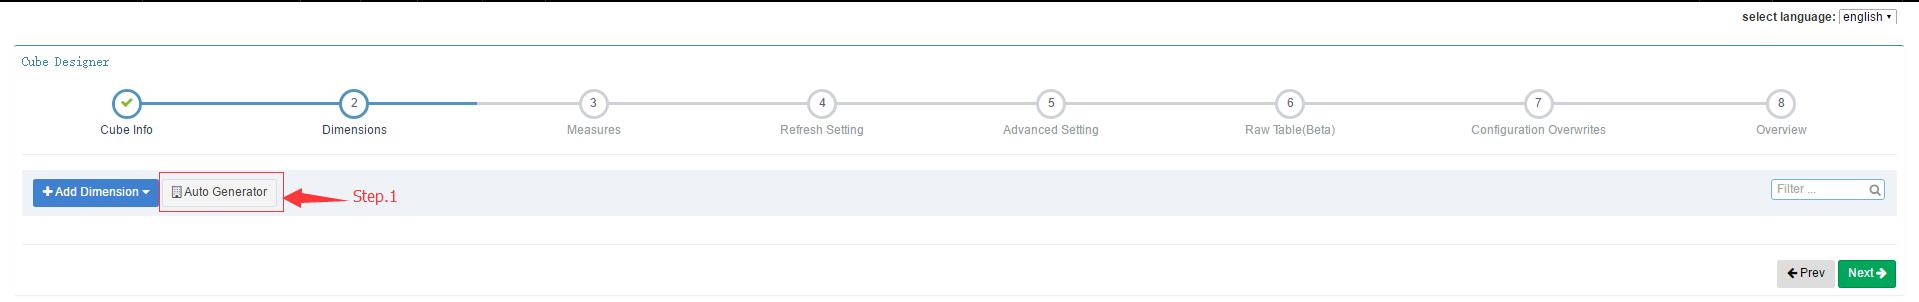 select language: english
Cube Designer
2 3 4 5 6 7 8
Cube Info Dimensions Measures Refresh Setting Advanced Setting Raw Table(Beta) Configuration Overwrites Overview
Add Dimension Auto Generator Step.1 Filter ...
Prev Next